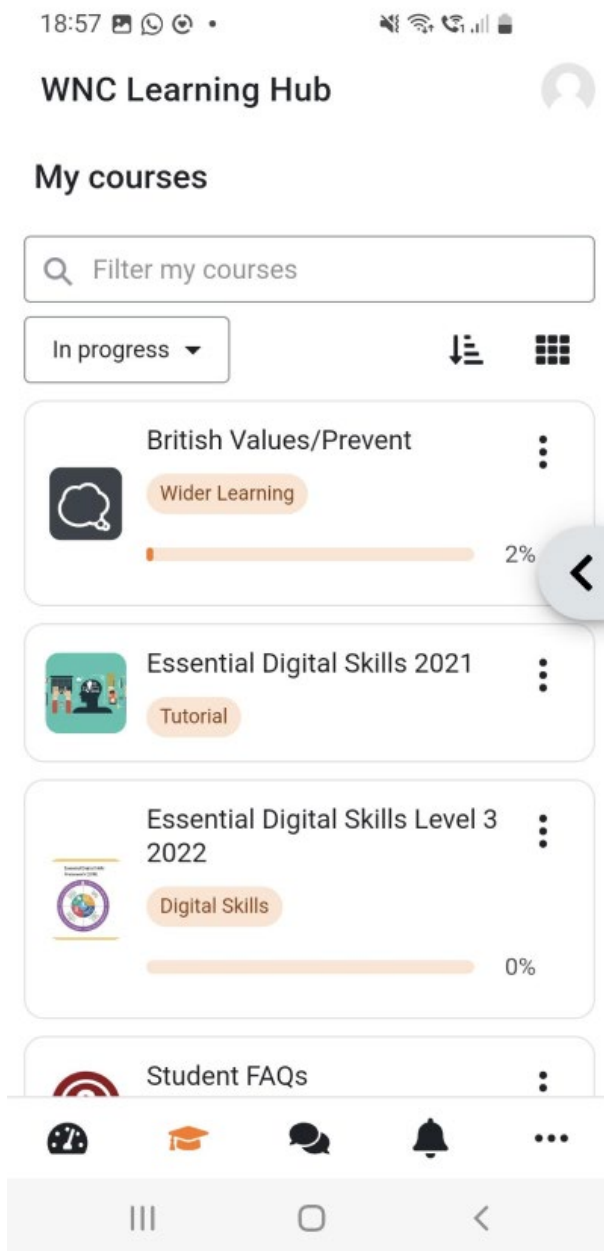 18:57
WNC Learning Hub
My courses
Filter my courses
In progress
British Values/Prevent
Wider Learning
2%
Essential Digital Skills 2021
Tutorial
Essential Digital Skills Level 3
2022
Digital Skills
0%
Student FAQs